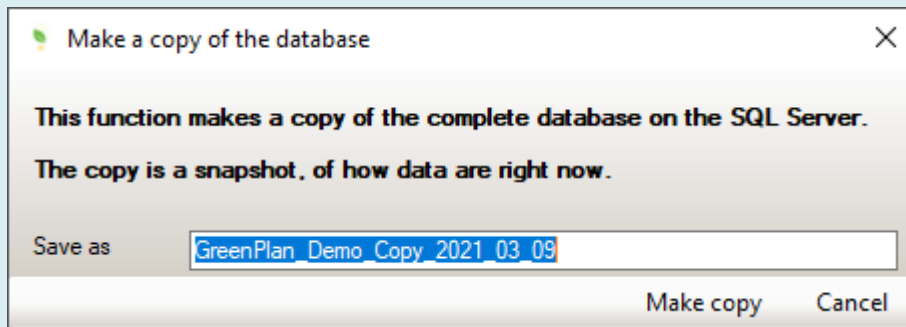 Make a copy of the database
This function makes a copy of the complete database on the SQL Server.
The copy is a snapshot, of how data are right now.
Save as GreenPlan_Demo_Copy_2021_03_09
Make copy Cancel